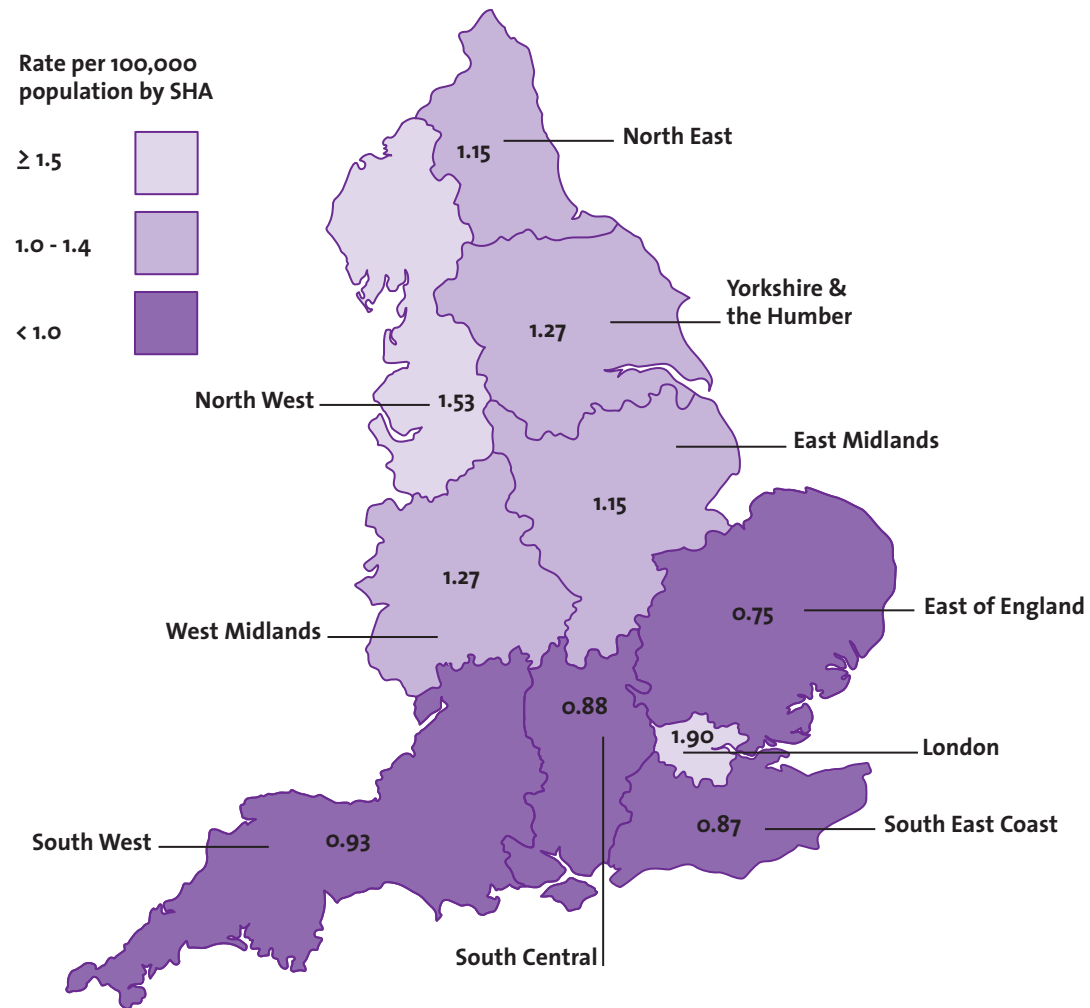 Rate per 100,000
population by SHA
≥ 1.5
1.0 - 1.4
< 1.0
North East
1.15
Yorkshire &
the Humber
1.27
North West
1.53
East Midlands
1.15
1.27
West Midlands
East of England
0.75
0.88
1.90
London
South West
0.93
0.87
South East Coast
South Central